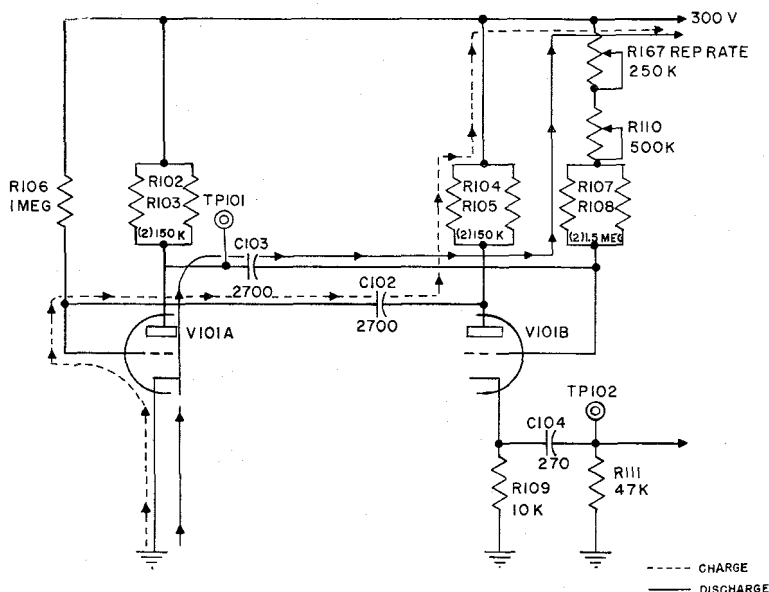 300 V
R167 REP RATE
250 K
R110
500K
R106
1 MEG
R102
R103
(2) 150 K
TP101
R104
R105
(2) 150 K
R107
R108
(2) 1.5 MEG
C103
2700
C102
2700
V101A
V101B
TP102
C104
270
R109
10 K
R111
47K
CHARGE
DISCHARGE